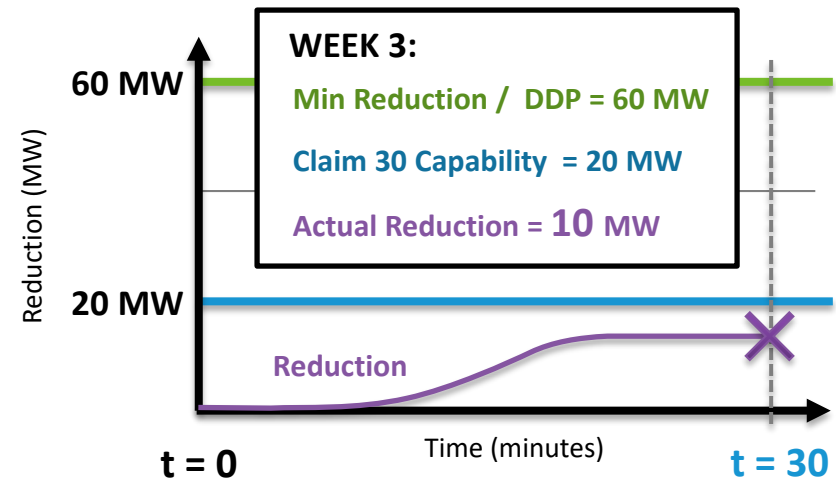 WEEK 3:
Min Reduction / DDP = 60 MW
Claim 30 Capability = 20 MW
Actual Reduction = 10 MW
60 MW
20 MW
Reduction (MW)
Reduction
Time (minutes)
t = 0
t = 30